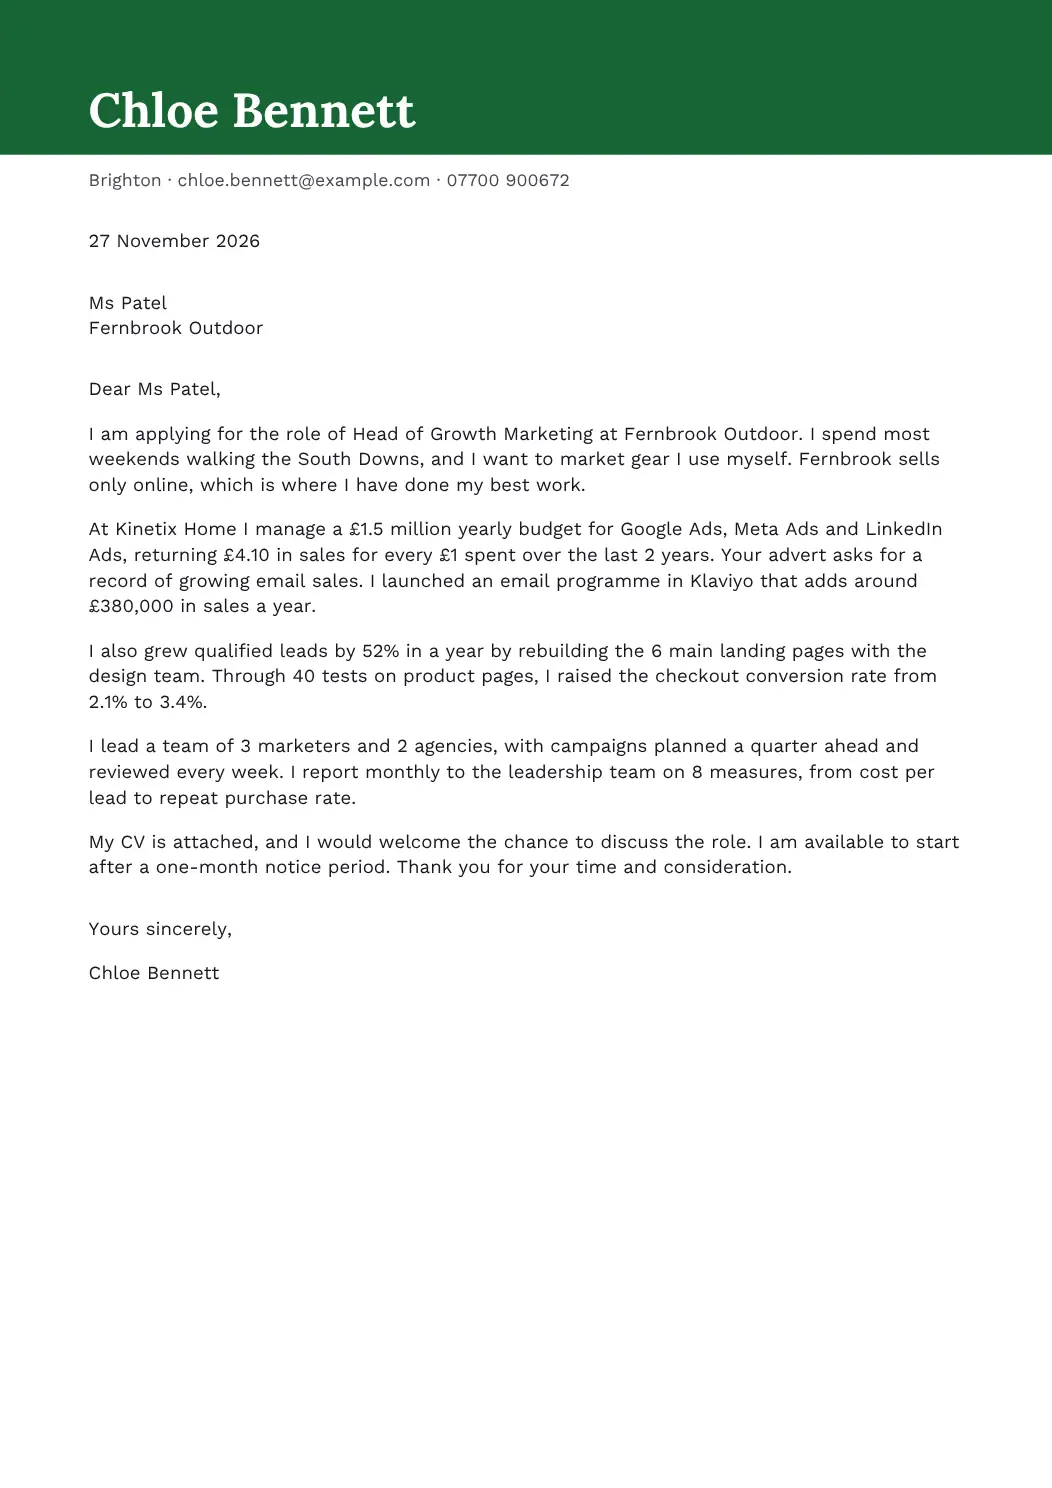 Chloe Bennett
Brighton · chloe.bennett@example.com · 07700 900672
27 November 2026
Ms Patel
Fernbrook Outdoor
Dear Ms Patel,
I am applying for the role of Head of Growth Marketing at Fernbrook Outdoor. I spend most
weekends walking the South Downs, and I want to market gear I use myself. Fernbrook sells
only online, which is where I have done my best work.
At Kinetix Home I manage a £1.5 million yearly budget for Google Ads, Meta Ads and LinkedIn
Ads, returning £4.10 in sales for every £1 spent over the last 2 years. Your advert asks for a
record of growing email sales. I launched an email programme in Klaviyo that adds around
£380,000 in sales a year.
I also grew qualified leads by 52% in a year by rebuilding the 6 main landing pages with the
design team. Through 40 tests on product pages, I raised the checkout conversion rate from
2.1% to 3.4%.
I lead a team of 3 marketers and 2 agencies, with campaigns planned a quarter ahead and
reviewed every week. I report monthly to the leadership team on 8 measures, from cost per
lead to repeat purchase rate.
My CV is attached, and I would welcome the chance to discuss the role. I am available to start
after a one-month notice period. Thank you for your time and consideration.
Yours sincerely,
Chloe Bennett